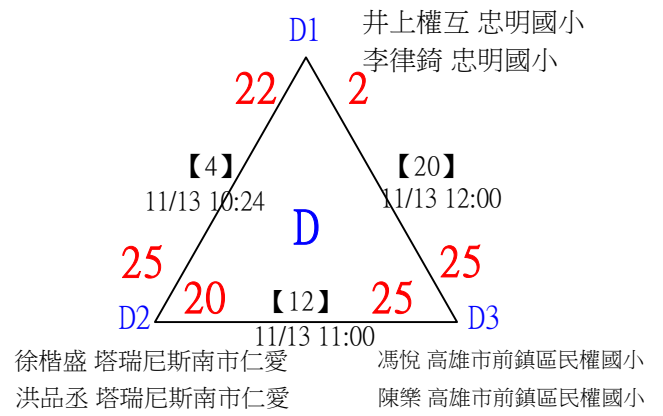 D1
井上權互 忠明國小
李律錡 忠明國小
22
2
【4】
11/13 10:24
【20】
11/13 12:00
D
25
25
20
【12】
25
D2
D3
11/13 11:00
徐楷盛 塔瑞尼斯南市仁愛
馮悅 高雄市前鎮區民權國小
洪品丞 塔瑞尼斯南市仁愛
陳樂 高雄市前鎮區民權國小